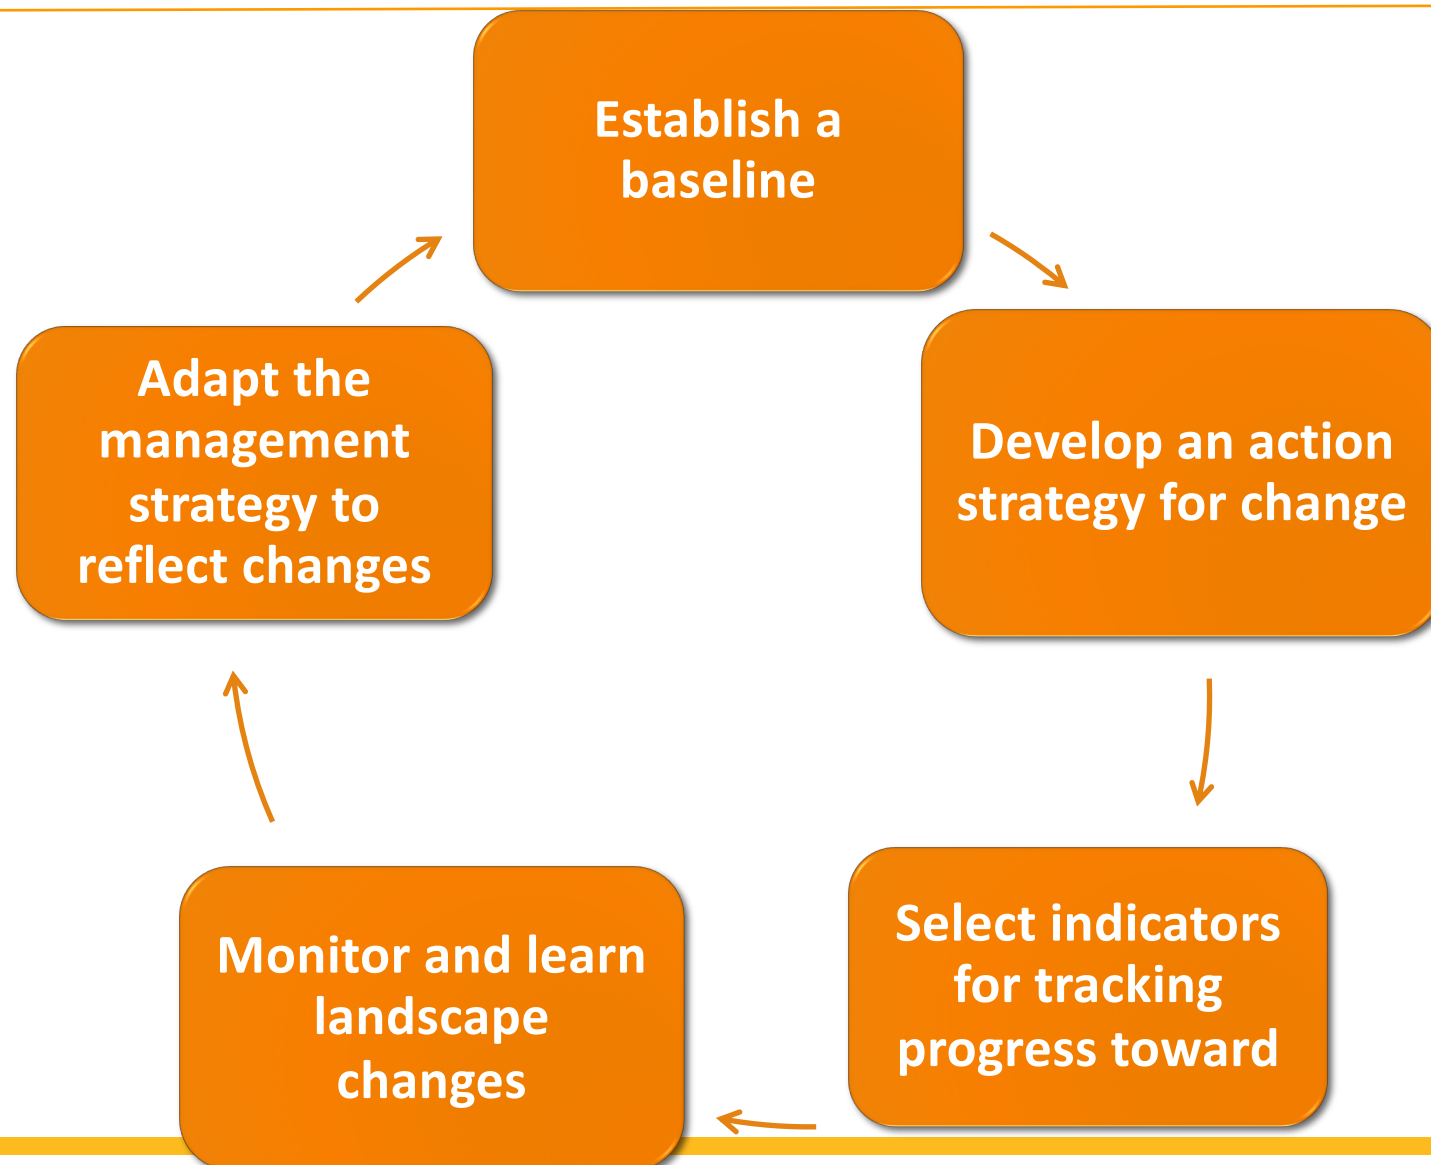 Establish a
baseline
Develop an action
strategy for change
Select indicators
for tracking
progress toward
Monitor and learn
landscape
changes
Adapt the
management
strategy to
reflect changes